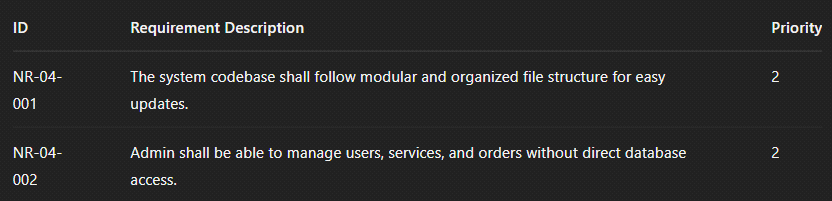 ID Requirement Description Priority
NR-04- The system codebase shall follow modular and organized file structure for easy 2
001 updates.
NR-04- Admin shall be able to manage users, services, and orders without direct database 2
002 access.